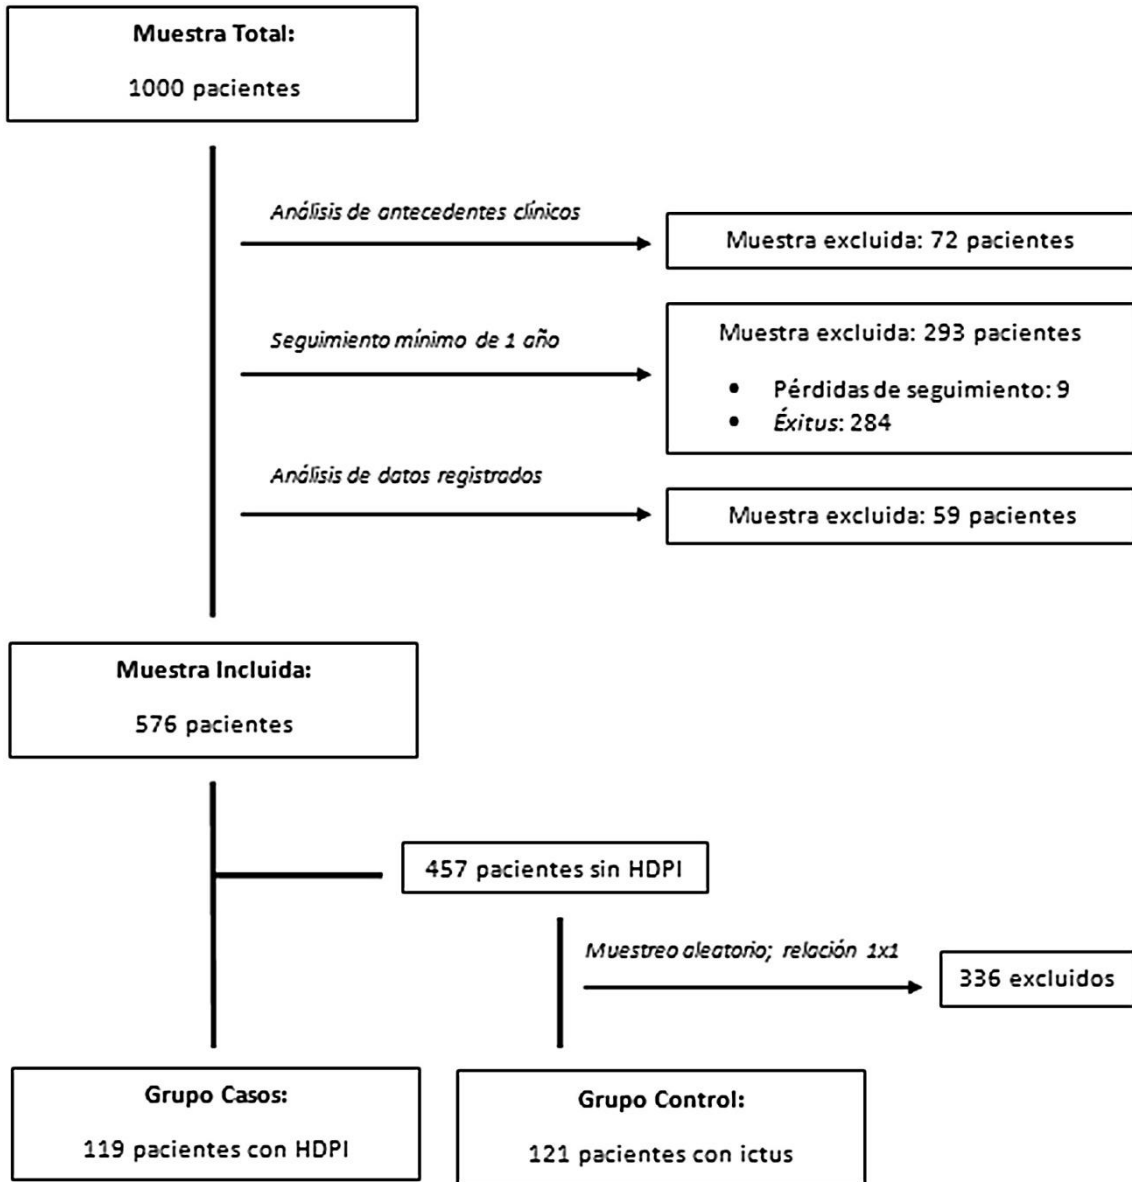 Muestra Total:
1000 pacientes
Análisis de antecedentes clínicos
Muestra excluida: 72 pacientes
Seguimiento mínimo de 1 año
Muestra excluida: 293 pacientes
• Pérdidas de seguimiento: 9
• Éxitus: 284
Análisis de datos registrados
Muestra excluida: 59 pacientes
Muestra Incluida:
576 pacientes
457 pacientes sin HDPI
Muestreo aleatorio; relación 1x1
336 excluidos
Grupo Casos:
119 pacientes con HDPI
Grupo Control:
121 pacientes con ictus